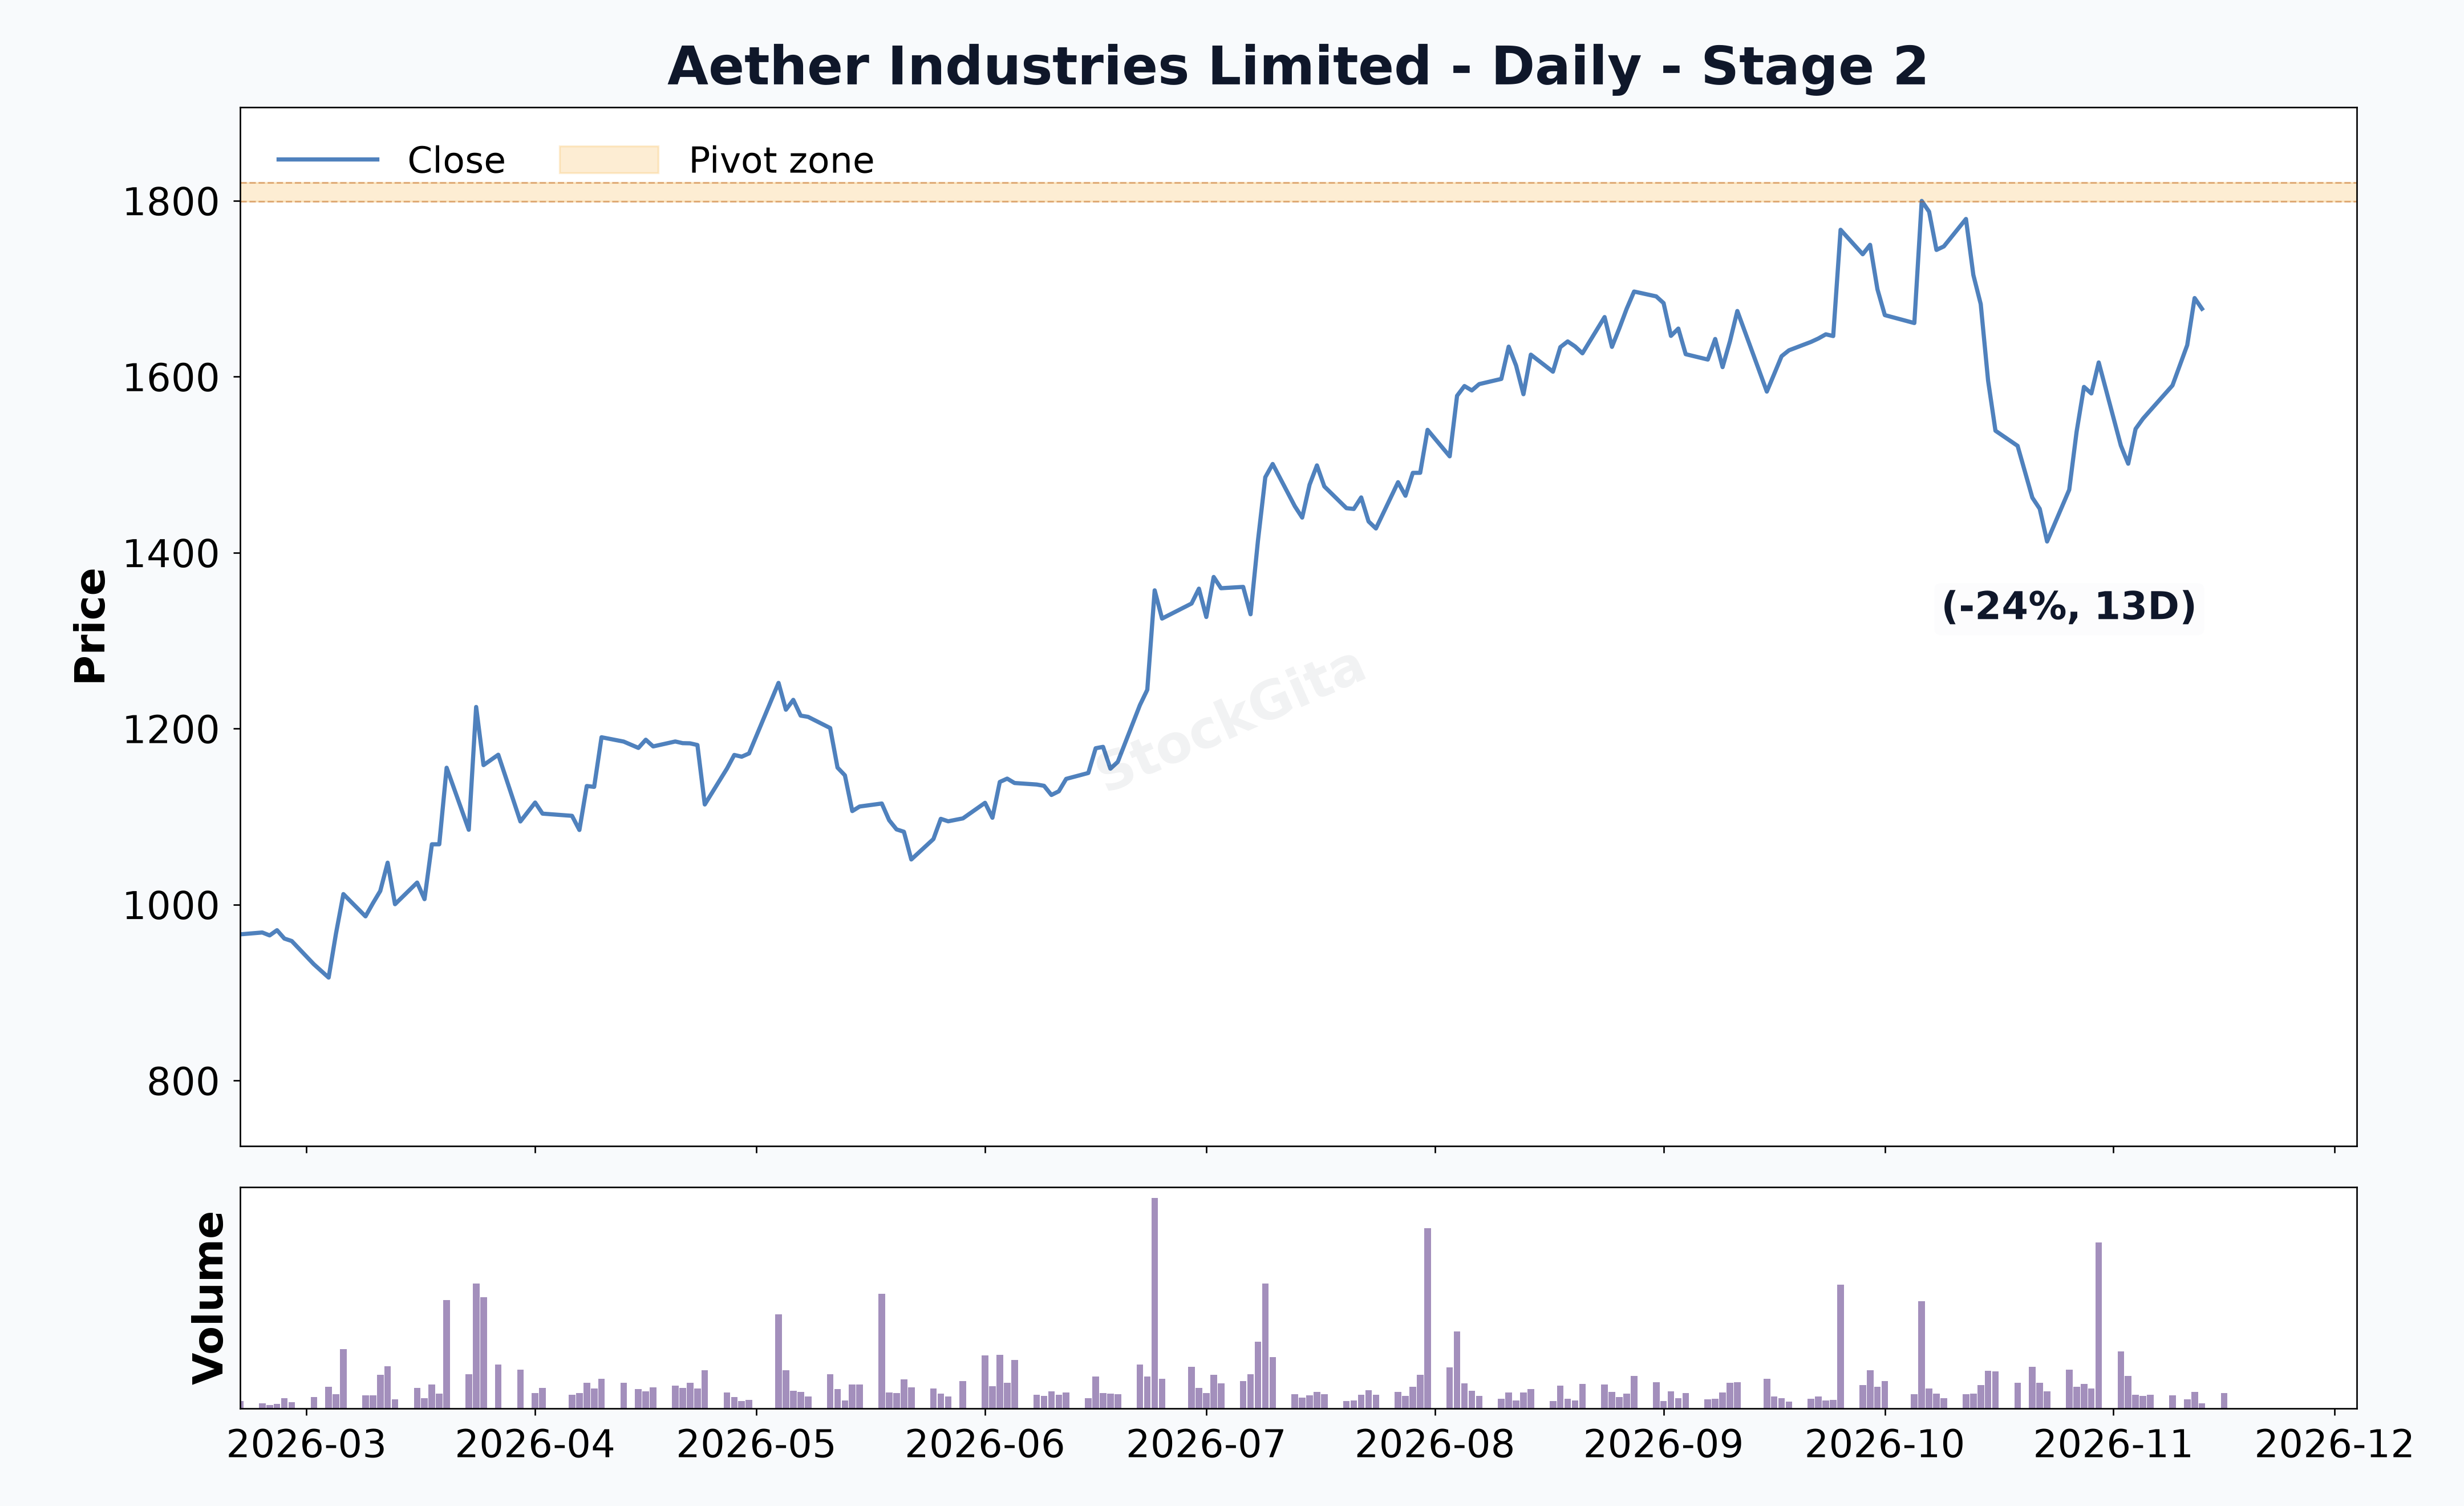 Aether Industries Limited - Daily - Stage 2
Close
Pivot zone
1800
1600
1400
1200
1000
800
Price
(-24%, 13D)
StockGita
Volume
2026-03
2026-04
2026-05
2026-06
2026-07
2026-08
2026-09
2026-10
2026-11
2026-12